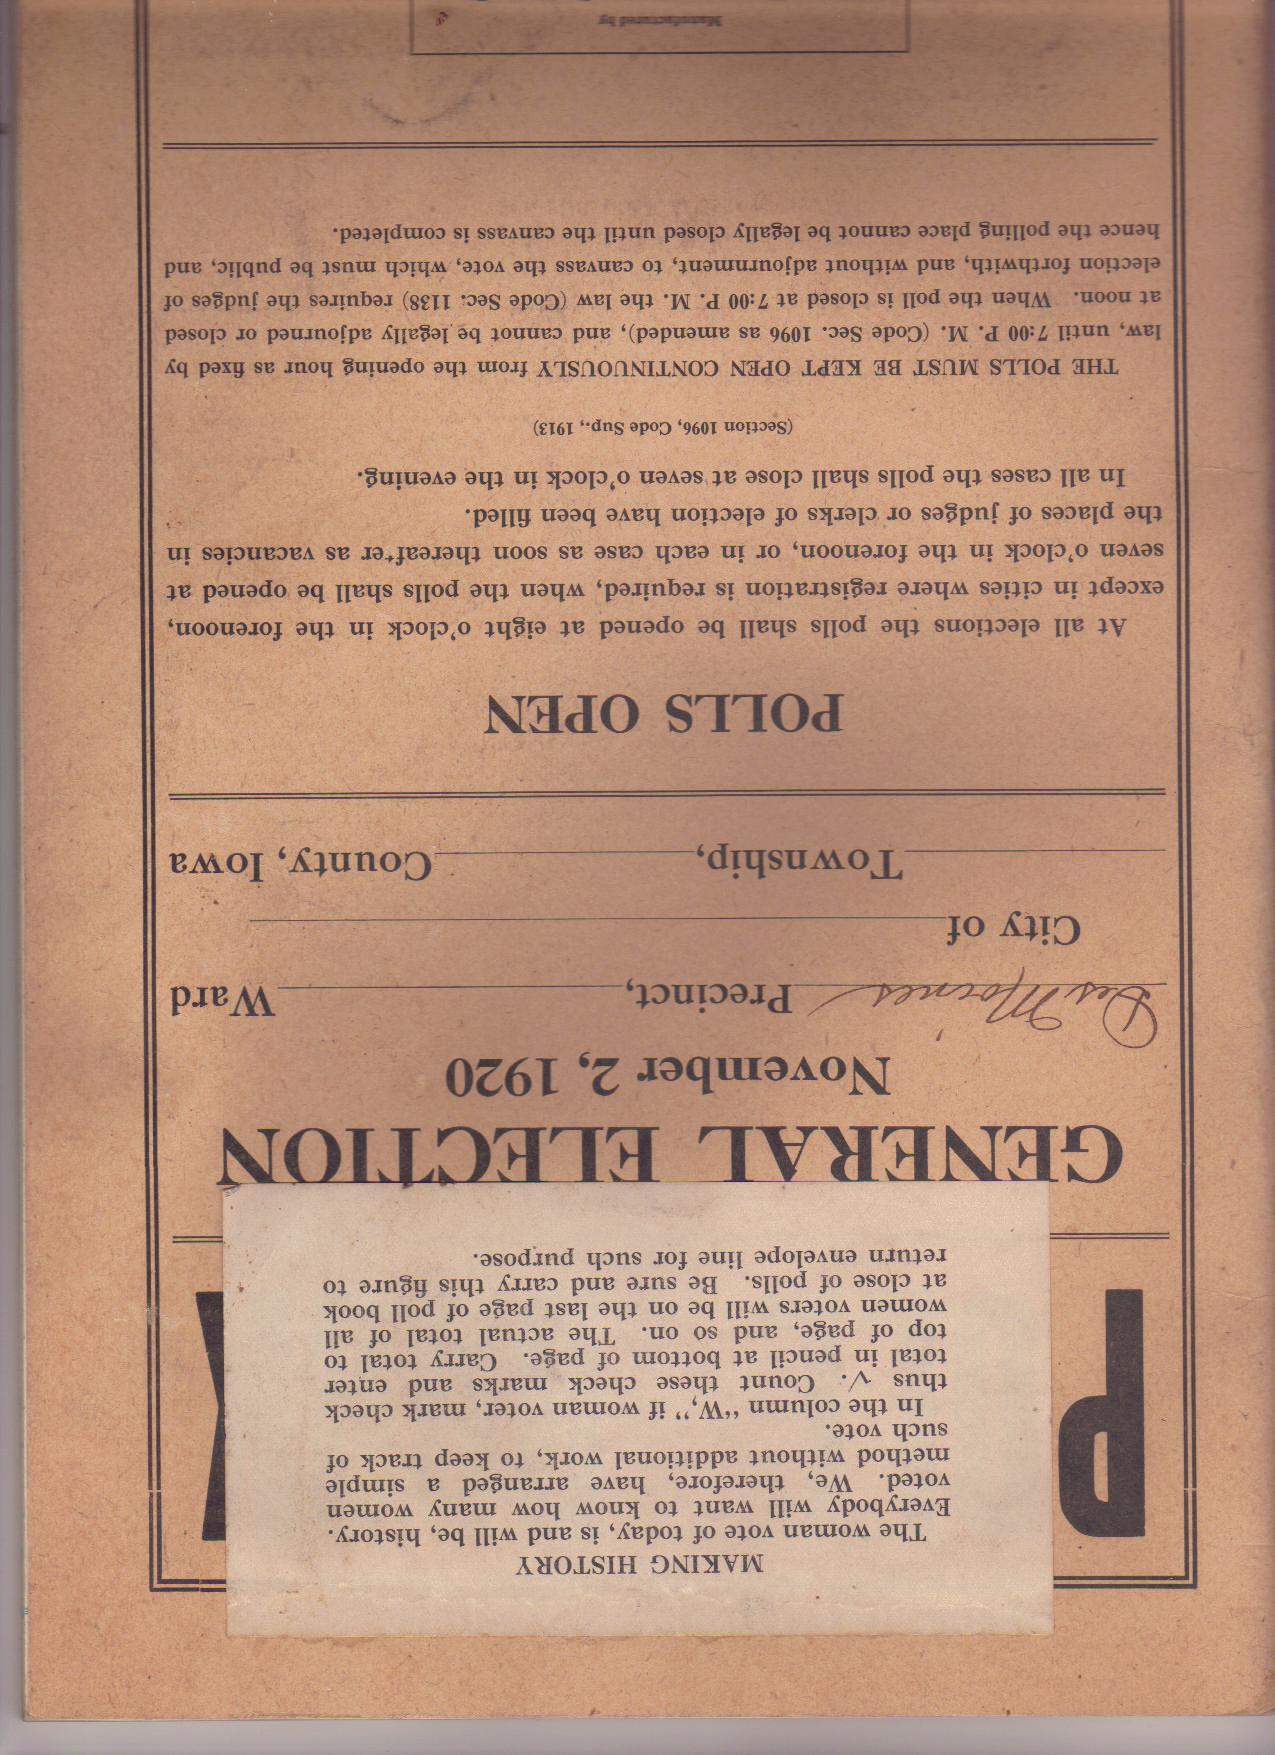 MAKING HISTORY
The woman vote of today, is and will be, history.
Everybody will want to know how many women
voted. We, therefore, have arranged a simple
method without additional work, to keep track of
such vote.
In the column "W," if woman voter, mark check
thus √. Count these check marks and enter
total in pencil at bottom of page. Carry total to
top of page, and so on. The actual total of all
women voters will be on the last page of poll book
at close of polls. Be sure and carry this figure to
return envelope line for such purpose.
P
GENERAL ELECTION
November 2, 1920
Des Moines Precinct, Ward
City of
Township, County, Iowa
POLLS OPEN
At all elections the polls shall be opened at eight o'clock in the forenoon,
except in cities where registration is required, when the polls shall be opened at
seven o'clock in the forenoon, or in each case as soon thereafter as vacancies in
the places of judges or clerks of election have been filled.
In all cases the polls shall close at seven o'clock in the evening.
(Section 1096, Code Sup., 1913)
THE POLLS MUST BE KEPT OPEN CONTINUOUSLY from the opening hour as fixed by
law, until 7:00 P. M. (Code Sec. 1096 as amended), and cannot be legally adjourned or closed
at noon. When the poll is closed at 7:00 P. M. the law (Code Sec. 1138) requires the judges of
election forthwith, and without adjournment, to canvass the vote, which must be public, and
hence the polling place cannot be legally closed until the canvass is completed.
Manufactured by